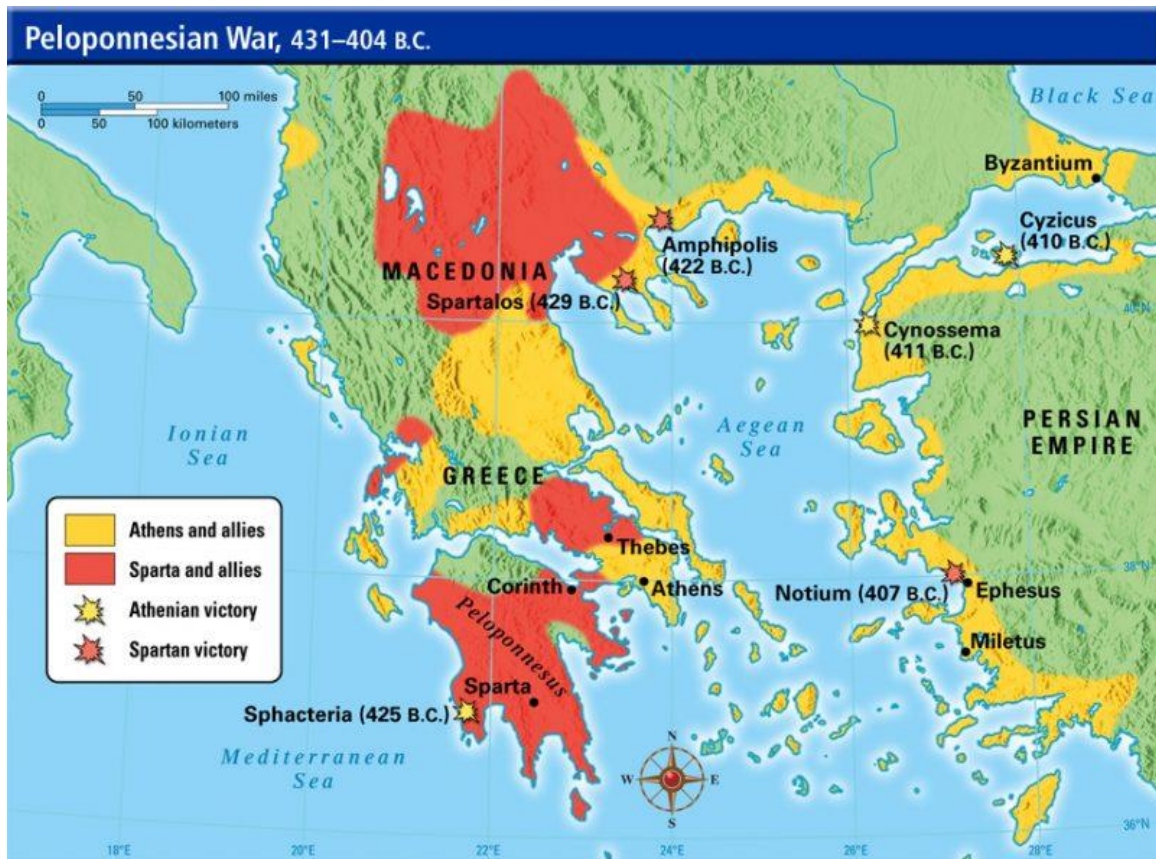 Peloponnesian War, 431–404 B.C.
0 50 100 miles
0 50 100 kilometers
Black Sea
Byzantium
Cyzicus
(410 B.C.)
Amphipolis
(422 B.C.)
MACEDONIA
Spartalos (429 B.C.)
40°N
Cynossema
(411 B.C.)
Ionian
Sea
Aegean
Sea
PERSIAN
EMPIRE
GREECE
Athens and allies
Sparta and allies
Athenian victory
Spartan victory
Thebes
Corinth
Athens
38°N
Notium (407 B.C.)
Ephesus
Miletus
Peloponnesus
Sparta
Sphacteria (425 B.C.)
Mediterranean
Sea
N
W E
S
36°N
18°E 20°E 22°E 24°E 26°E 28°E